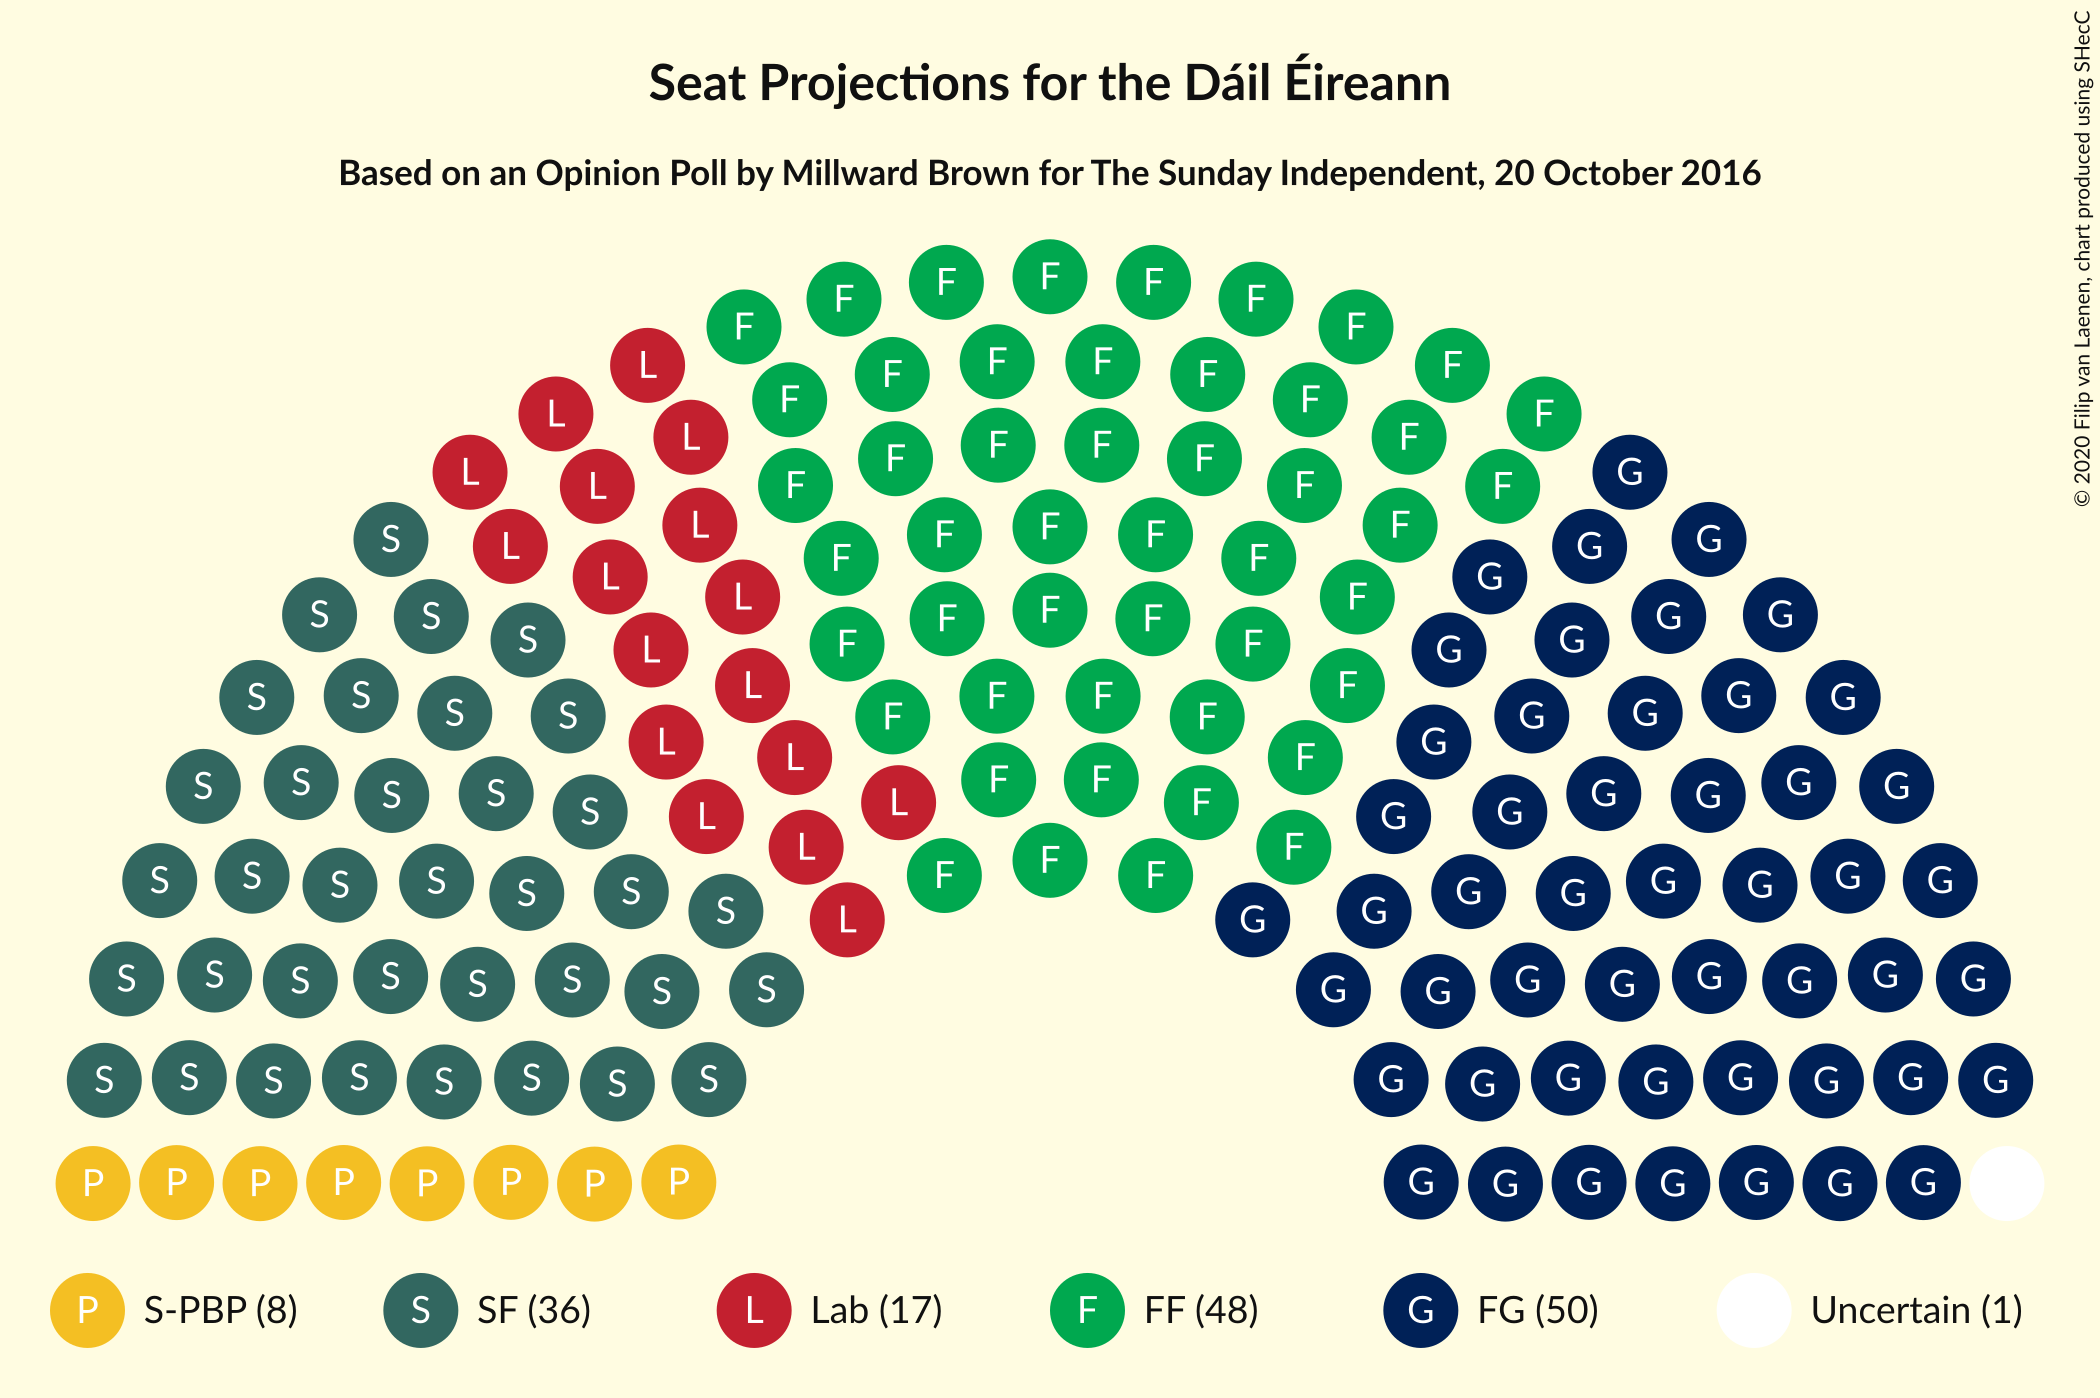 Seat Projections for the Dáil Éireann
Based on an Opinion Poll by Millward Brown for The Sunday Independent, 20 October 2016
© 2020 Filip van Laenen, chart produced using SHecC
F F F F F F F
L F F F F F F F
L L F F F F F F
L L L F F F F F F G
S L L L F F F F F G G G
S S S L L F F F F F G G G G
S S S S L L F F F F F G G G G G
S S S S S L L L F F F F G G G G G G
S S S S S S S L L F F F F G G G G G G G
S S S S S S S S G G G G G G G G G
S S S S S S S S G G G G G G G G
P P P P P P P P G G G G G G G
P S-PBP (8) S SF (36) L Lab (17) F FF (48) G FG (50) Uncertain (1)